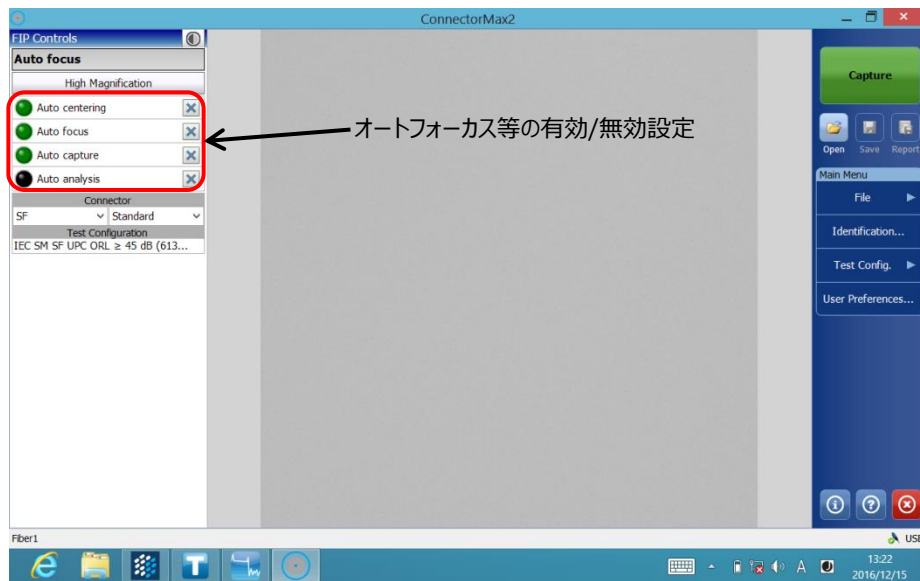 ConnectorMax2
FIP Controls
Auto focus
High Magnification
Auto centering
Auto focus
Auto capture
Auto analysis
Connector
SF Standard
Test Configuration
IEC SM SF UPC ORL ≥ 45 dB (613...
オートフォーカス等の有効/無効設定
Capture
Open Save Report
Main Menu
File
Identification...
Test Config.
User Preferences...
Fiber1
USB
A 13:22
2016/12/15